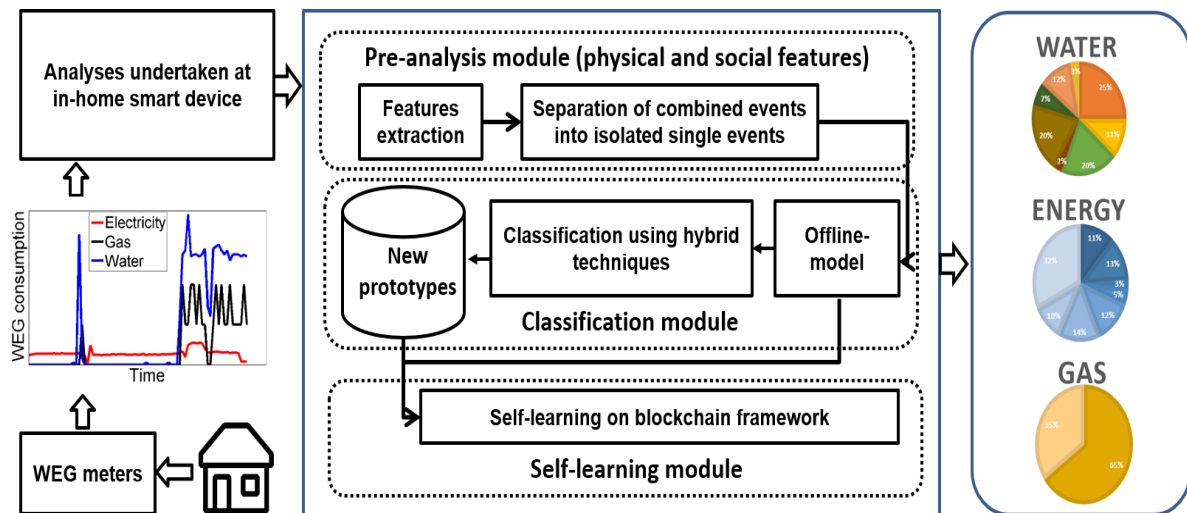 Analyses undertaken at
in-home smart device
WEG consumption
Electricity
Gas
Water
Time
WEG meters
Pre-analysis module (physical and social features)
Features
extraction
Separation of combined events
into isolated single events
New
prototypes
Classification using hybrid
techniques
Offline-
model
Classification module
Self-learning on blockchain framework
Self-learning module
WATER
3%
12%
25%
7%
11%
20%
2%
20%
ENERGY
11%
32%
13%
3%
5%
10%
12%
14%
GAS
35%
65%